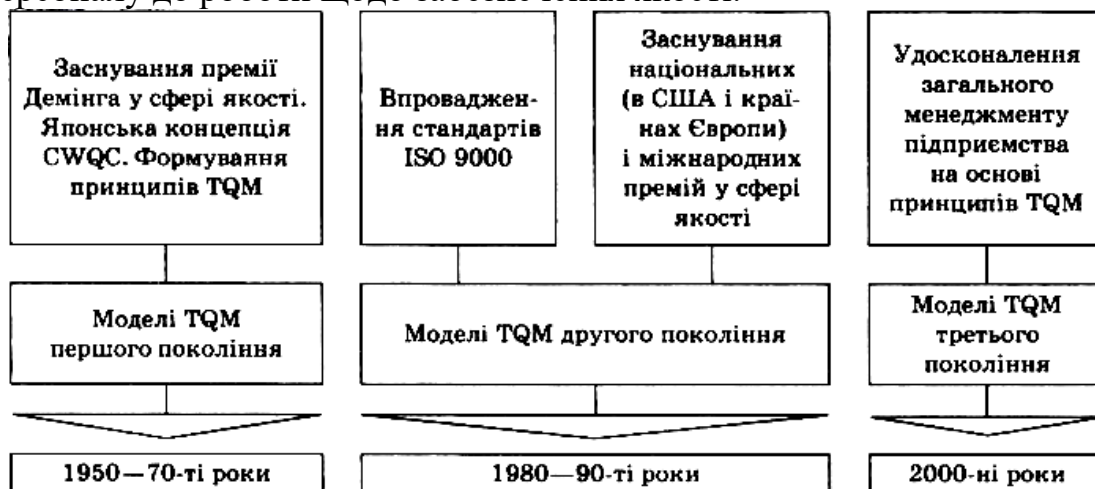 Заснування премії
Демінга у сфері якості.
Японська концепція
CWQC. Формування
принципів TQM
Впроваджен-
ня стандартів
ISO 9000
Заснування
національних
(в США і краї-
нах Європи)
і міжнародних
премій у сфері
якості
Удосконалення
загального
менеджменту
підприємства
на основі
принципів TQM
Моделі TQM
першого покоління
Моделі TQM другого покоління
Моделі TQM
третього
покоління
1950—70-ті роки
1980—90-ті роки
2000-ні роки